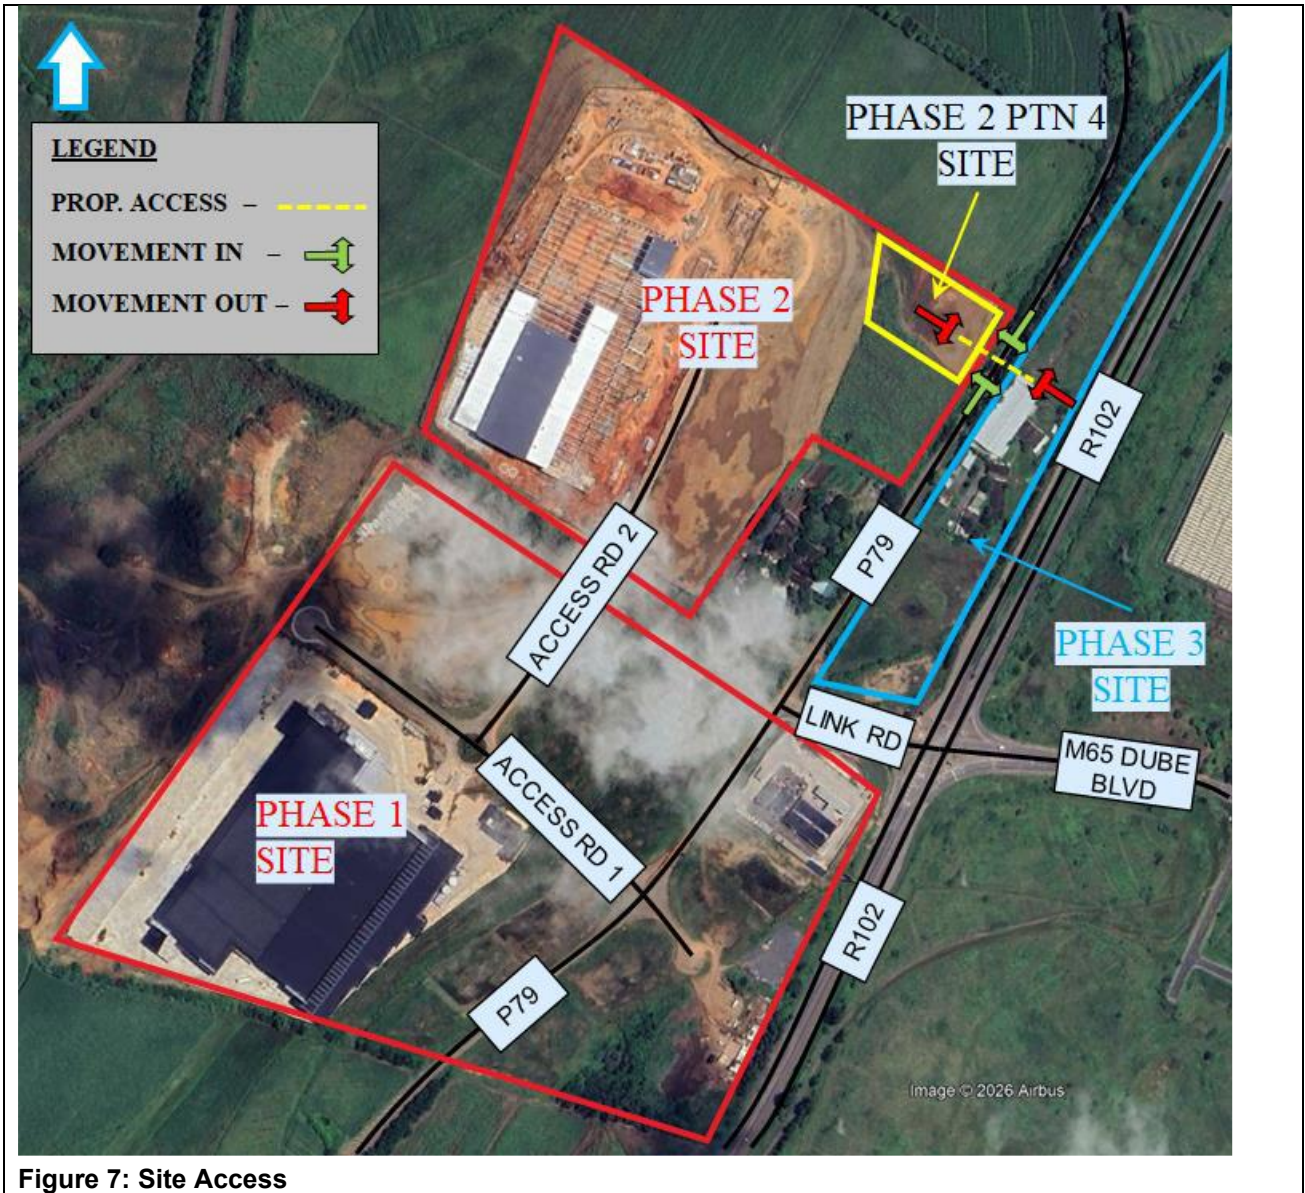 LEGEND
PROP. ACCESS –
MOVEMENT IN –
MOVEMENT OUT –
PHASE 2 PTN 4
SITE
PHASE 2
SITE
R102
P79
ACCESS RD 2
PHASE 3
SITE
LINK RD
M65 DUBE
BLVD
ACCESS RD 1
PHASE 1
SITE
R102
P79
Image © 2026 Airbus
Figure 7: Site Access